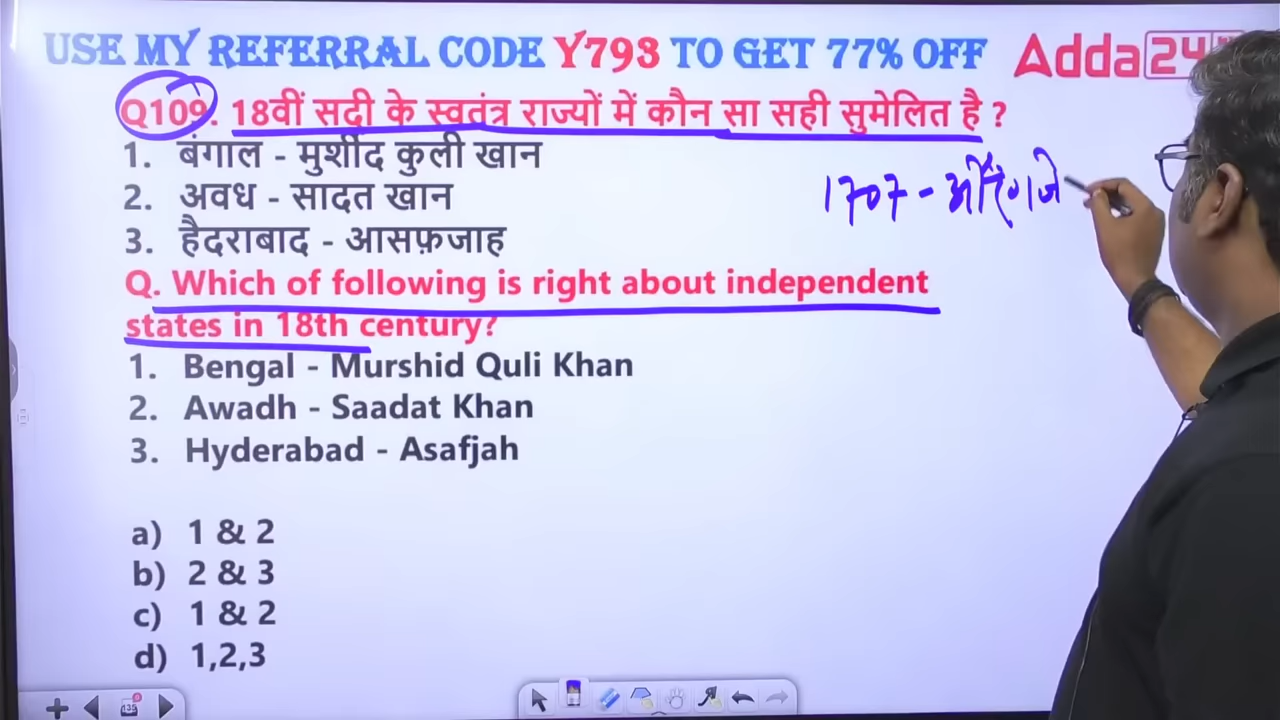 USE MY REFERRAL CODE Y793 TO GET 77% OFF
Adda24
Q109. 18वीं सदी के स्वतंत्र राज्यों में कौन सा सही सुमेलित है ?
1. बंगाल - मुर्शीद कुली खान
2. अवध - सादत खान
3. हैदराबाद - आसफ़जाह
1707 - औरंगजे
Q. Which of following is right about independent
states in 18th century?
1. Bengal - Murshid Quli Khan
2. Awadh - Saadat Khan
3. Hyderabad - Asafjah
a) 1 & 2
b) 2 & 3
c) 1 & 2
d) 1,2,3
135